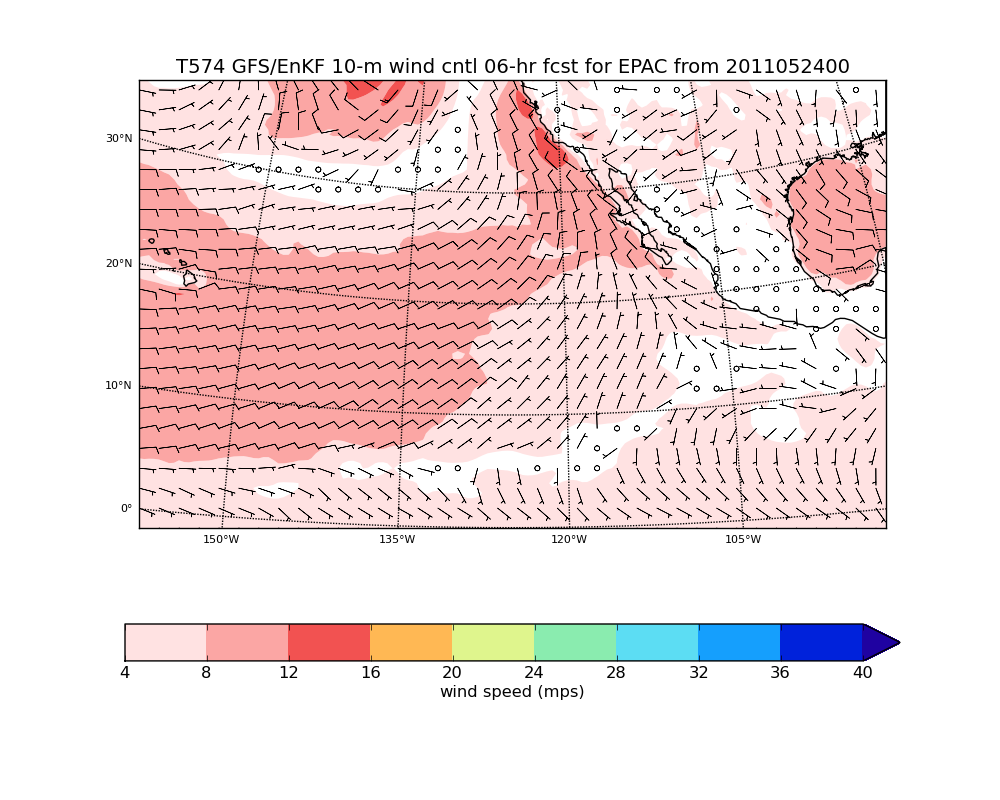 T574 GFS/EnKF 10-m wind cntl 06-hr fcst for EPAC from 2011052400
30°N
20°N
10°N
0°
150°W 135°W 120°W 105°W
4 8 12 16 20 24 28 32 36 40
wind speed (mps)